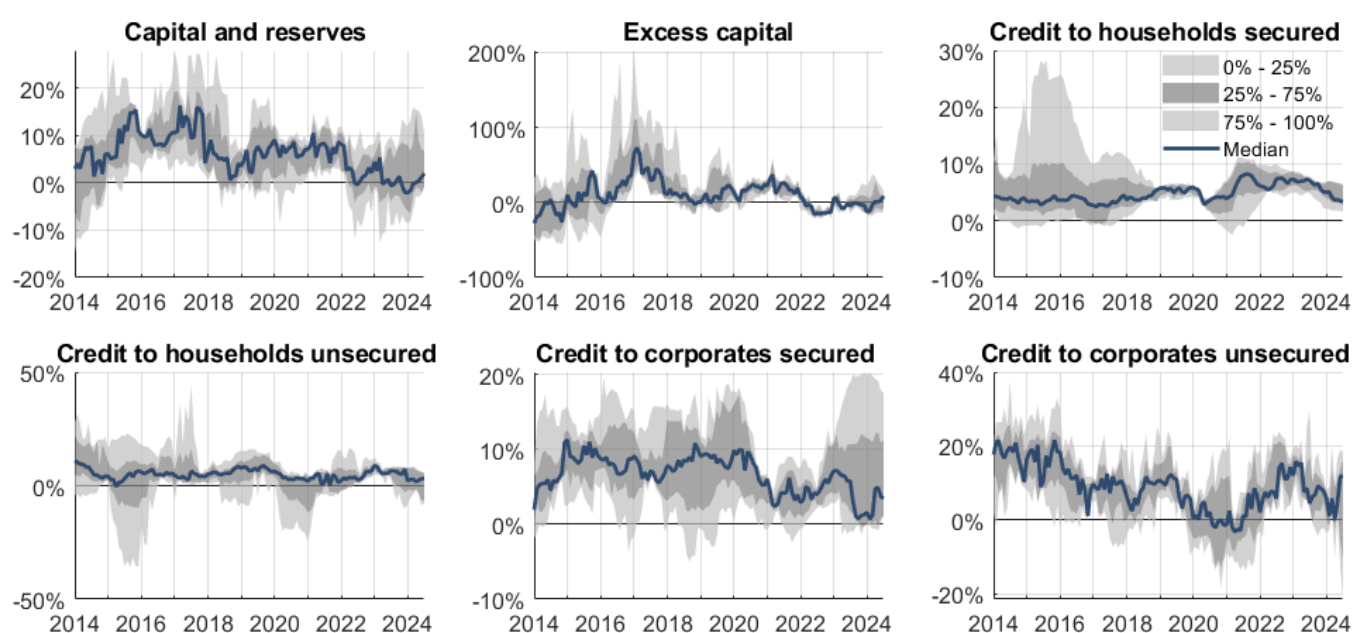 Capital and reserves
20%
10%
0%
-10%
-20%
2014 2016 2018 2020 2022 2024
Excess capital
200%
100%
0%
-100%
2014 2016 2018 2020 2022 2024
Credit to households secured
30%
20%
10%
0%
-10%
0% - 25%
25% - 75%
75% - 100%
Median
2014 2016 2018 2020 2022 2024
Credit to households unsecured
50%
0%
-50%
2014 2016 2018 2020 2022 2024
Credit to corporates secured
20%
10%
0%
-10%
2014 2016 2018 2020 2022 2024
Credit to corporates unsecured
40%
20%
0%
-20%
2014 2016 2018 2020 2022 2024